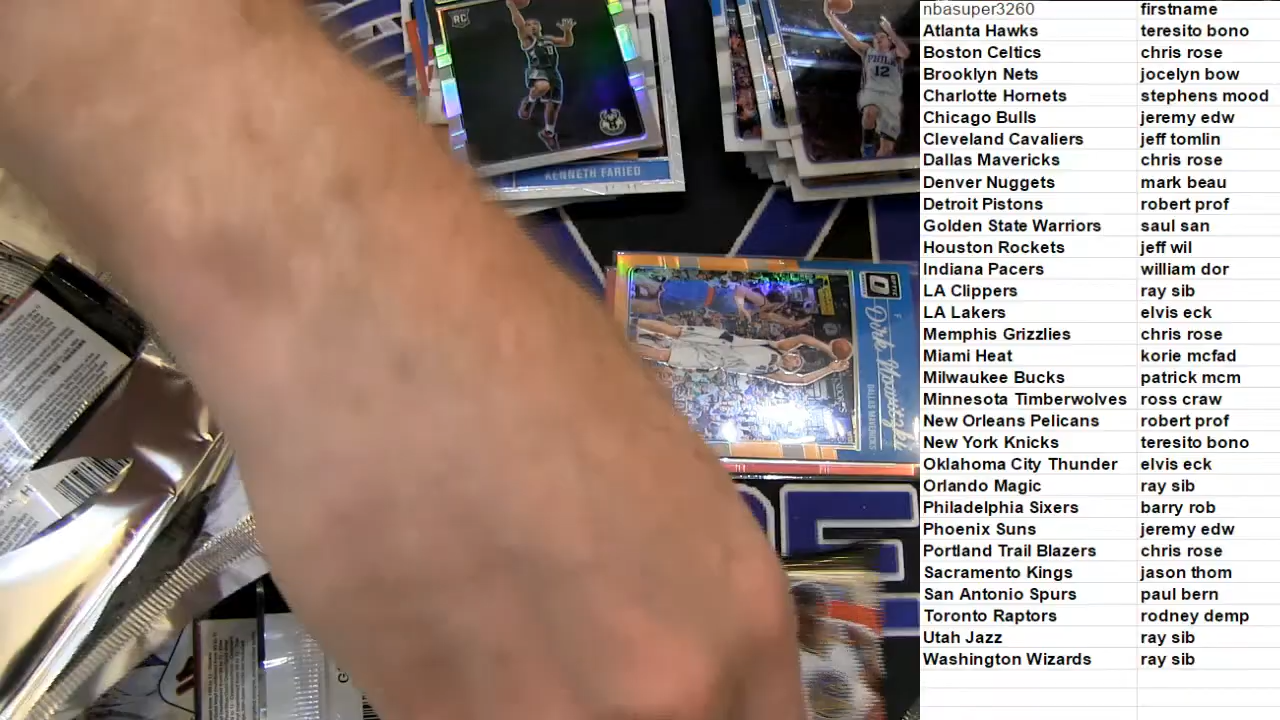 nbasuper3260 firstname
Atlanta Hawks teresito bono
Boston Celtics chris rose
Brooklyn Nets jocelyn bow
Charlotte Hornets stephens mood
Chicago Bulls jeremy edw
Cleveland Cavaliers jeff tomlin
Dallas Mavericks chris rose
Denver Nuggets mark beau
Detroit Pistons robert prof
Golden State Warriors saul san
Houston Rockets jeff wil
Indiana Pacers william dor
LA Clippers ray sib
LA Lakers elvis eck
Memphis Grizzlies chris rose
Miami Heat korie mcfad
Milwaukee Bucks patrick mcm
Minnesota Timberwolves ross craw
New Orleans Pelicans robert prof
New York Knicks teresito bono
Oklahoma City Thunder elvis eck
Orlando Magic ray sib
Philadelphia Sixers barry rob
Phoenix Suns jeremy edw
Portland Trail Blazers chris rose
Sacramento Kings jason thom
San Antonio Spurs paul bern
Toronto Raptors rodney demp
Utah Jazz ray sib
Washington Wizards ray sib
RC
KENNETH FARIED
PHILA
12
OPTIC
Dirk Nowitzki
DALLAS MAVERICKS